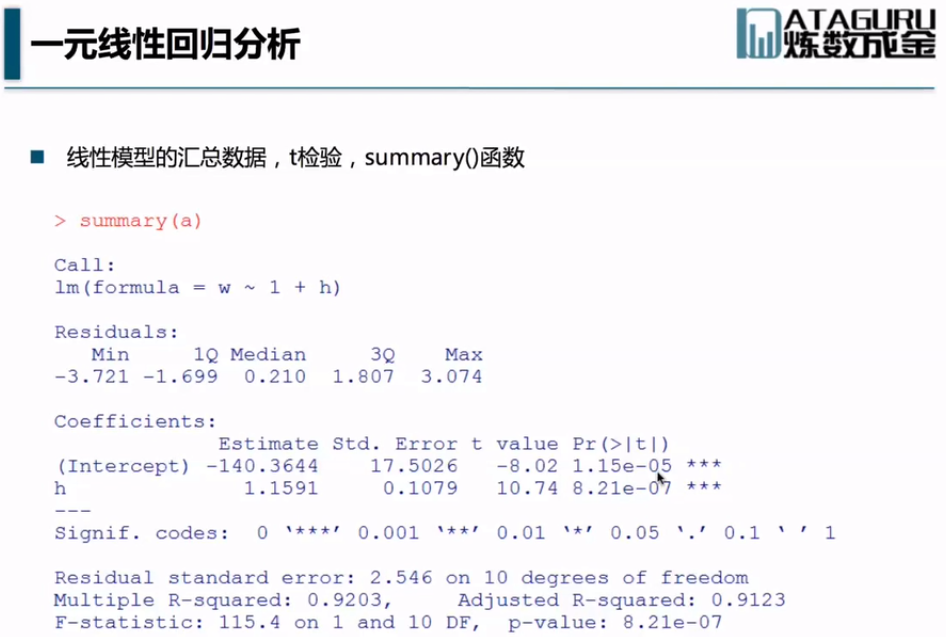 一元线性回归分析
DATAGURU
炼数成金
线性模型的汇总数据，t检验，summary()函数
> summary(a)
Call:
lm(formula = w ~ 1 + h)
Residuals:
Min 1Q Median 3Q Max
-3.721 -1.699 0.210 1.807 3.074
Coefficients:
Estimate Std. Error t value Pr(>|t|)
(Intercept) -140.3644 17.5026 -8.02 1.15e-05 ***
h 1.1591 0.1079 10.74 8.21e-07 ***
---
Signif. codes: 0 ‘***’ 0.001 ‘**’ 0.01 ‘*’ 0.05 ‘.’ 0.1 ‘ ’ 1
Residual standard error: 2.546 on 10 degrees of freedom
Multiple R-squared: 0.9203, Adjusted R-squared: 0.9123
F-statistic: 115.4 on 1 and 10 DF, p-value: 8.21e-07